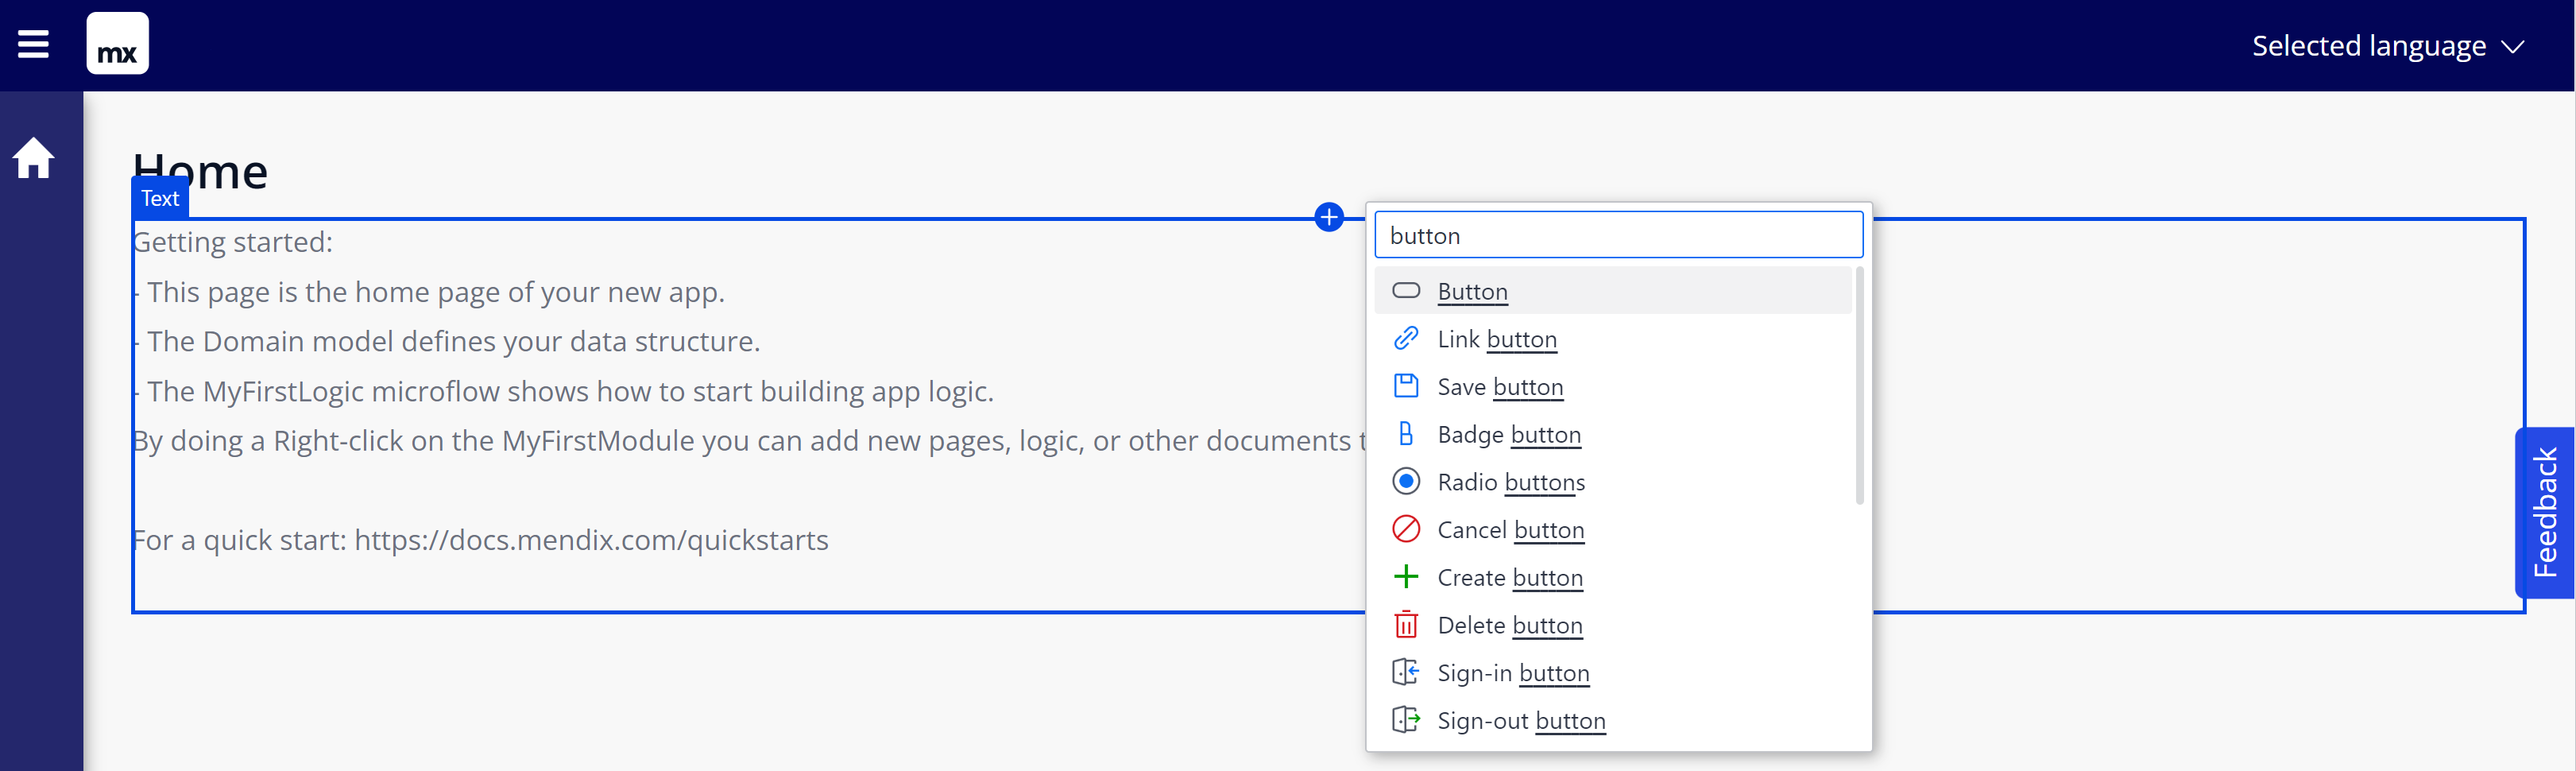 mx
Selected language
Home
Text
Getting started:
- This page is the home page of your new app.
- The Domain model defines your data structure.
- The MyFirstLogic microflow shows how to start building app logic.
By doing a Right-click on the MyFirstModule you can add new pages, logic, or other documents
For a quick start: https://docs.mendix.com/quickstarts
button
Button
Link button
Save button
Badge button
Radio buttons
Cancel button
Create button
Delete button
Sign-in button
Sign-out button
Feedback